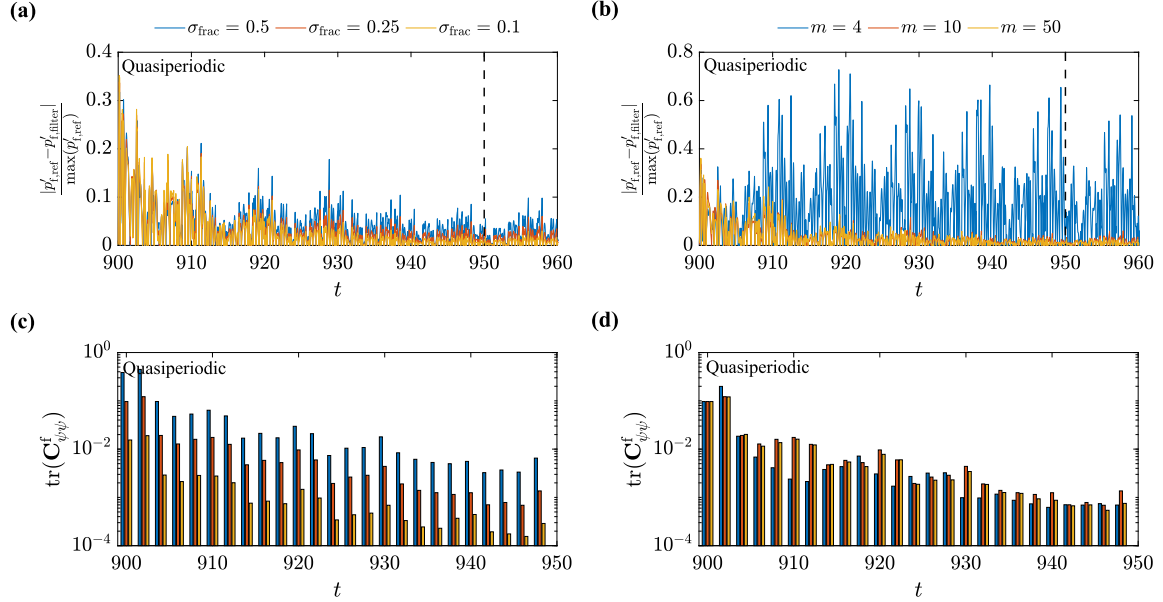 (a)
σfrac = 0.5 σfrac = 0.25 σfrac = 0.1
Quasiperiodic
|p′f,ref − p′f,filter|
max(p′f,ref)
0.4
0.3
0.2
0.1
0
900 910 920 930 940 950 960
t
(b)
m = 4 m = 10 m = 50
Quasiperiodic
|p′f,ref − p′f,filter|
max(p′f,ref)
0.8
0.6
0.4
0.2
0
900 910 920 930 940 950 960
t
(c)
Quasiperiodic
tr(C^f_ψψ)
10^0
10^−2
10^−4
900 910 920 930 940 950
t
(d)
Quasiperiodic
tr(C^f_ψψ)
10^0
10^−2
10^−4
900 910 920 930 940 950
t